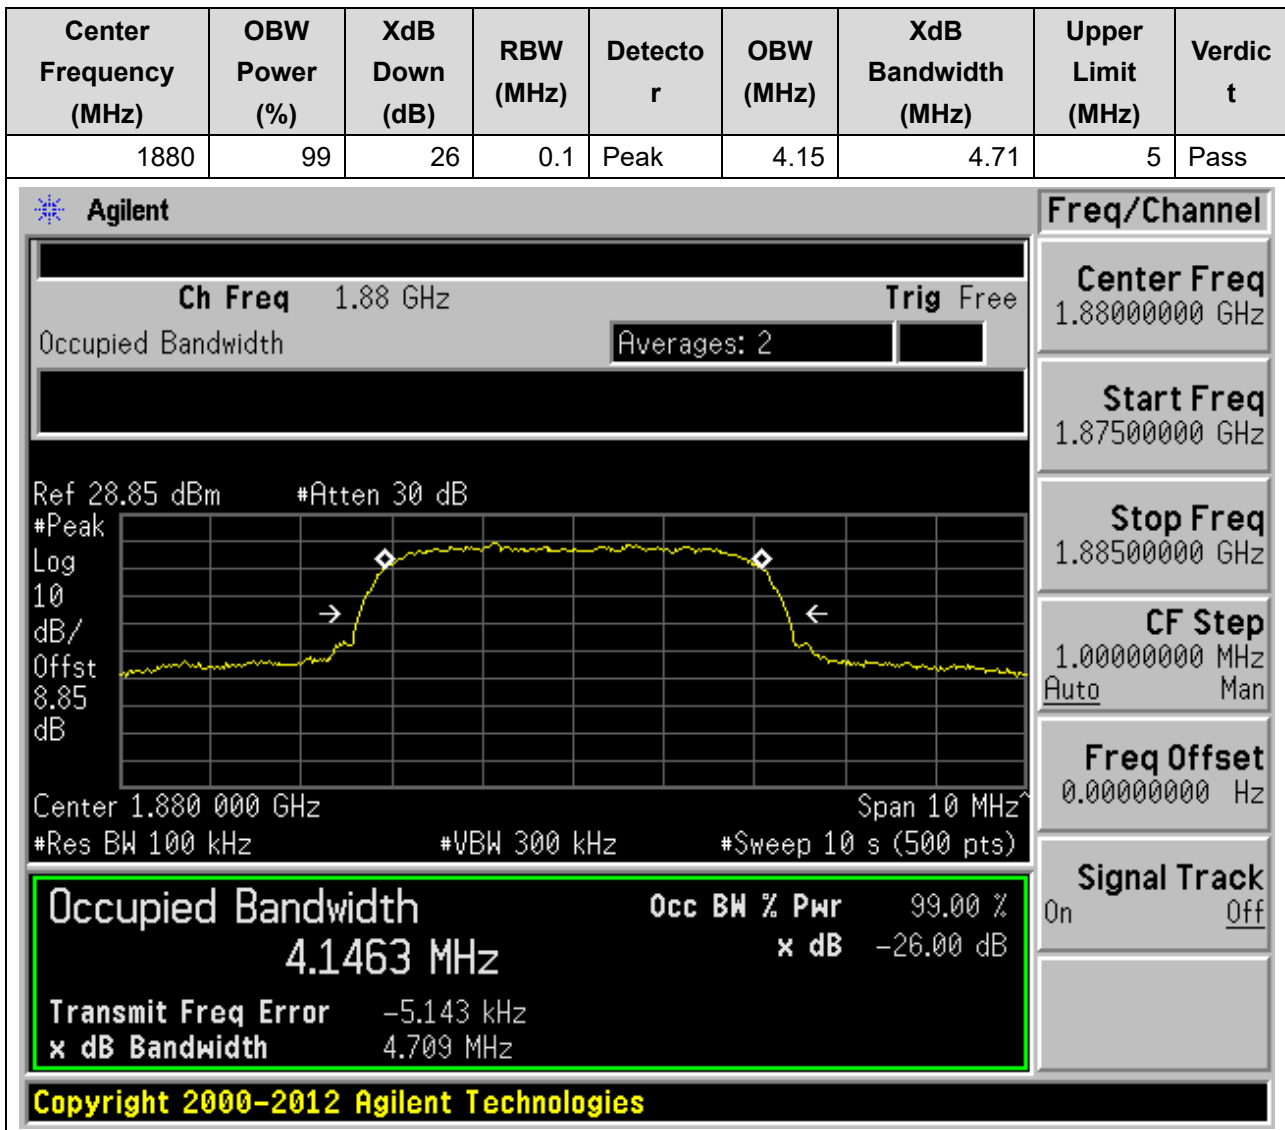 Center Frequency (MHz) OBW Power (%) XdB Down (dB) RBW (MHz) Detecto r OBW (MHz) XdB Bandwidth (MHz) Upper Limit (MHz) Verdic t
1880 99 26 0.1 Peak 4.15 4.71 5 Pass
Agilent Freq/Channel
Ch Freq 1.88 GHz Trig Free
Occupied Bandwidth Averages: 2
Center Freq
1.88000000 GHz
Start Freq
1.87500000 GHz
Stop Freq
1.88500000 GHz
CF Step
1.00000000 MHz
Auto Man
Freq Offset
0.00000000 Hz
Signal Track
On Off
Ref 28.85 dBm #Atten 30 dB
#Peak
Log
10
dB/
Offst
8.85
dB
Center 1.880 000 GHz Span 10 MHz^
#Res BW 100 kHz #VBW 300 kHz #Sweep 10 s (500 pts)
Occupied Bandwidth Occ BW % Pwr 99.00 %
4.1463 MHz x dB -26.00 dB
Transmit Freq Error -5.143 kHz
x dB Bandwidth 4.709 MHz
Copyright 2000-2012 Agilent Technologies